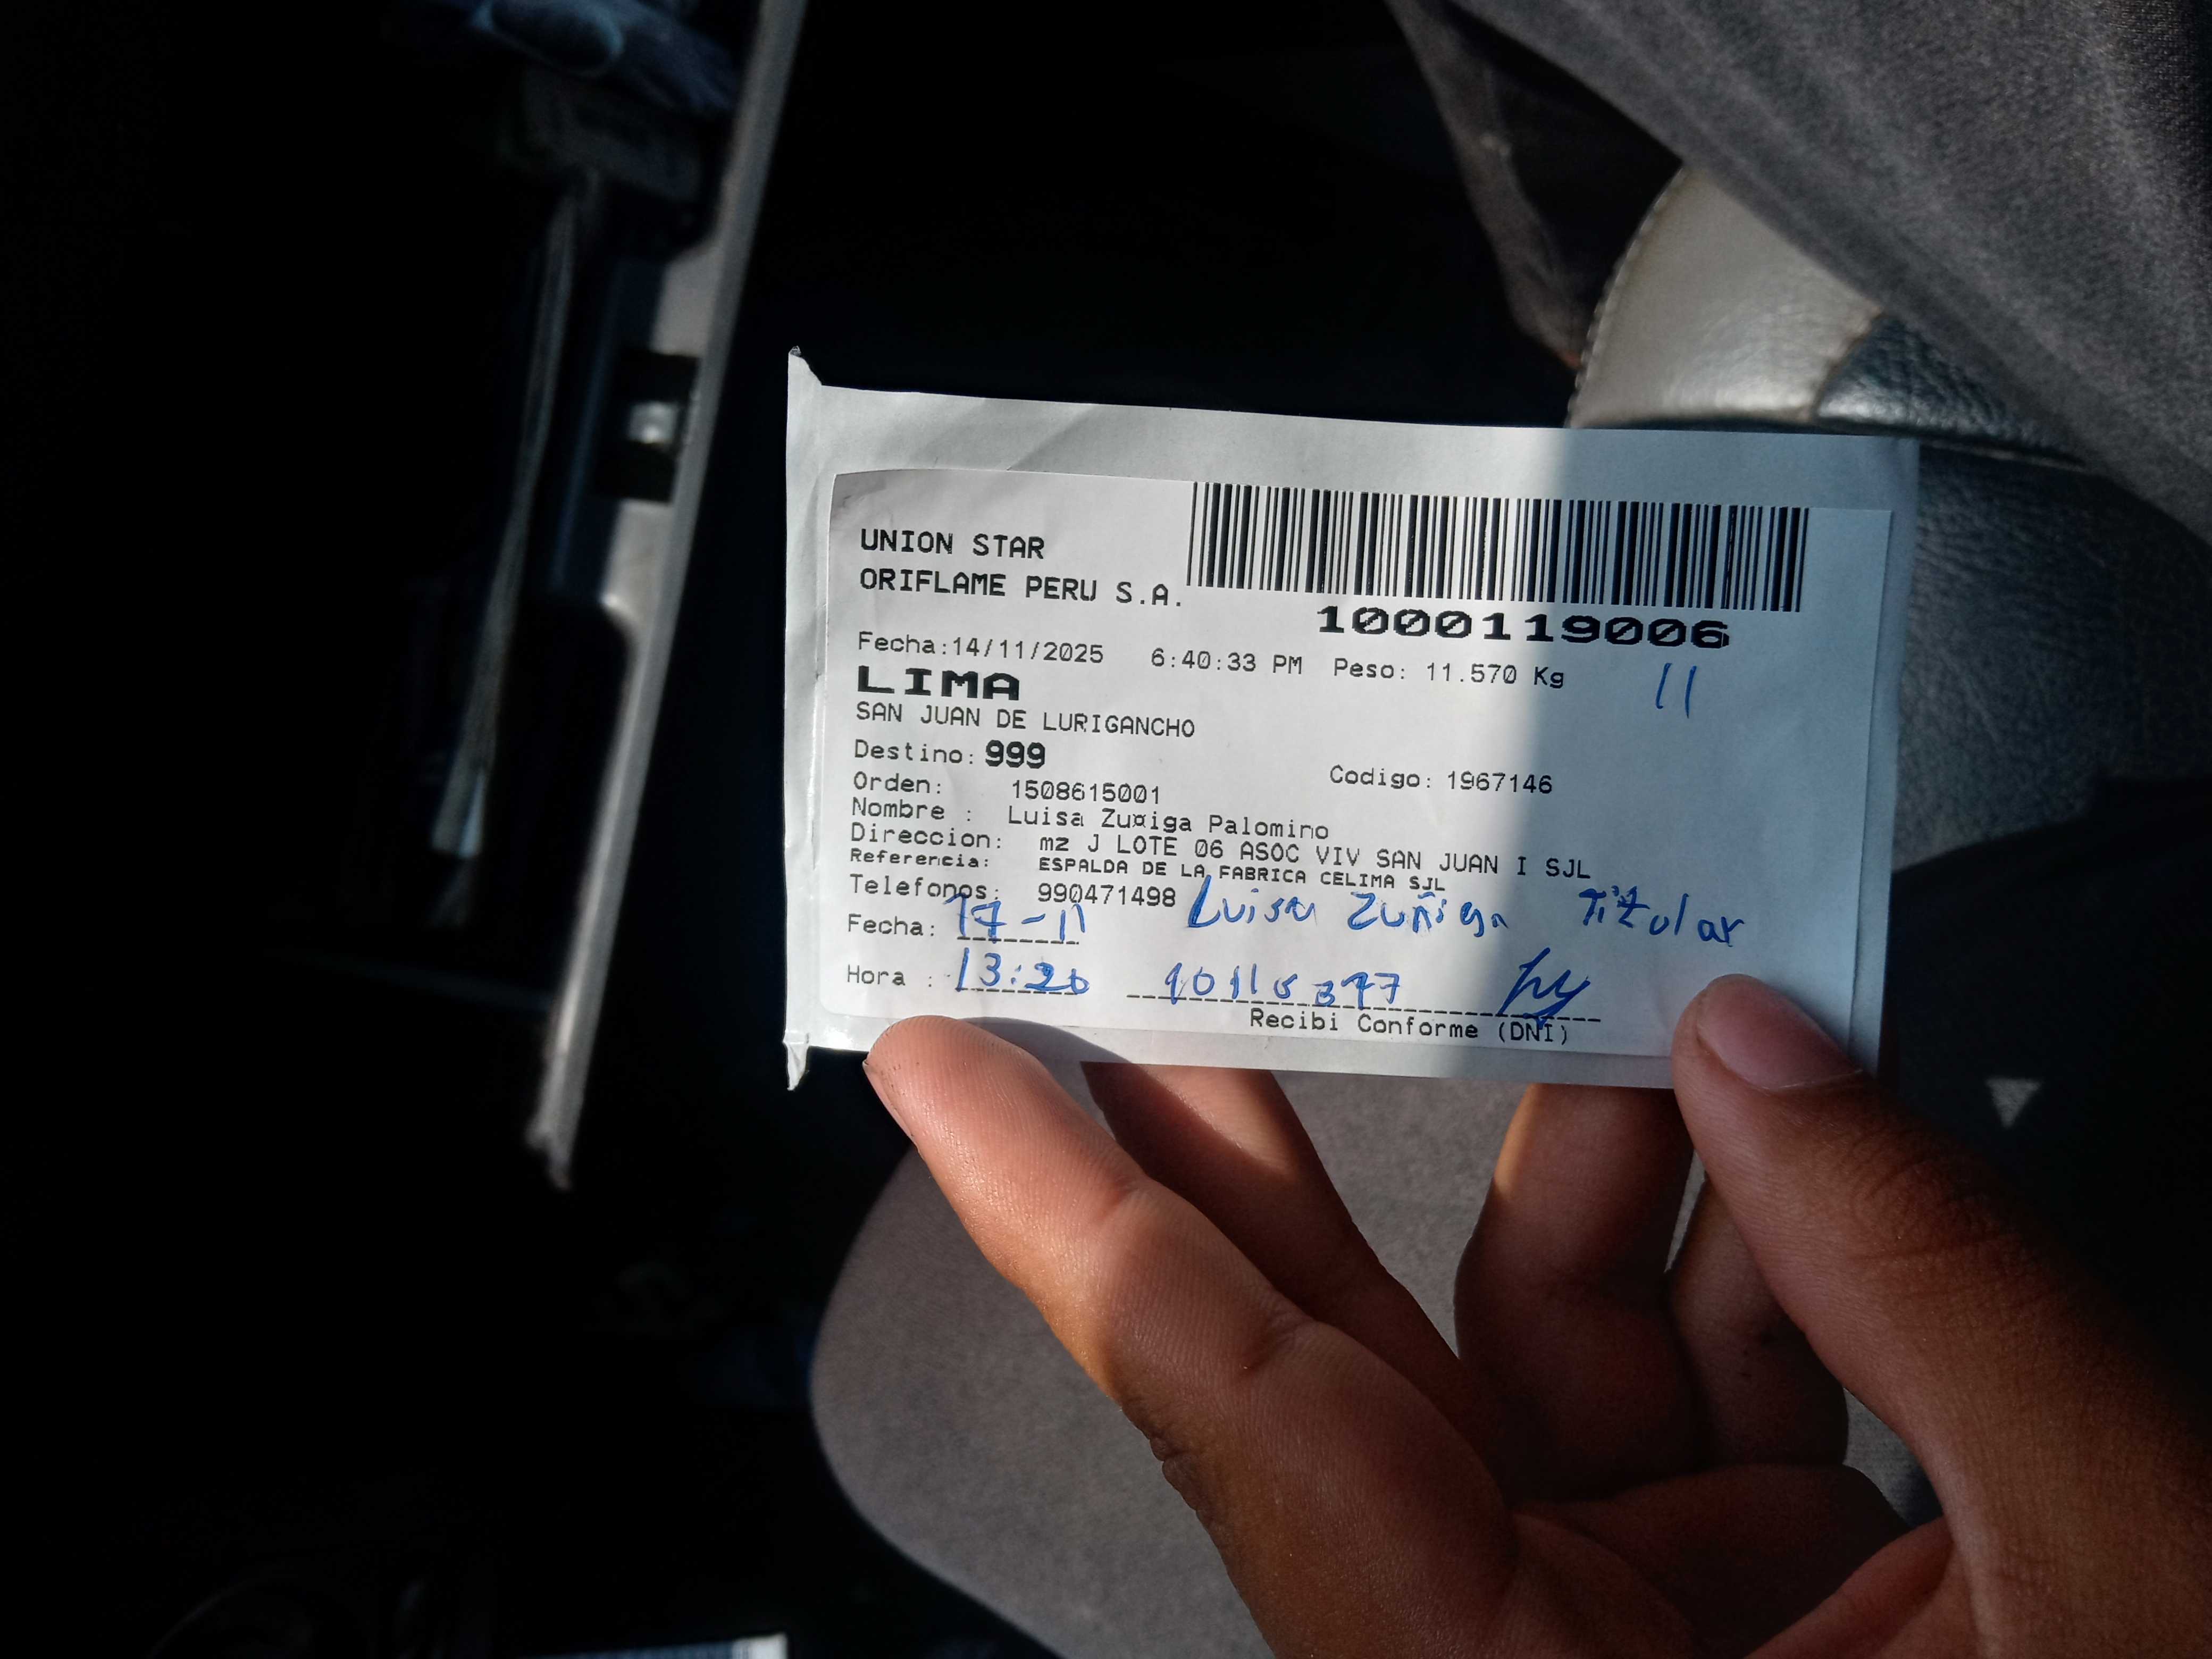 UNION STAR
ORIFLAME PERU S.A.
1000119006
Fecha:14/11/2025 6:40:33 PM Peso: 11.570 Kg
11
LIMA
SAN JUAN DE LURIGANCHO
Destino: 999
Codigo: 1967146
Orden: 1508615001
Nombre : Luisa Zu¤iga Palomino
Direccion: mz J LOTE 06 ASOC VIV SAN JUAN I SJL
Referencia: ESPALDA DE LA FABRICA CELIMA SJL
Telefonos: 990471498
Luisa Zuñiga Titular
Fecha: 17-11
Hora : 13:20
Recibi Conforme (DNI)